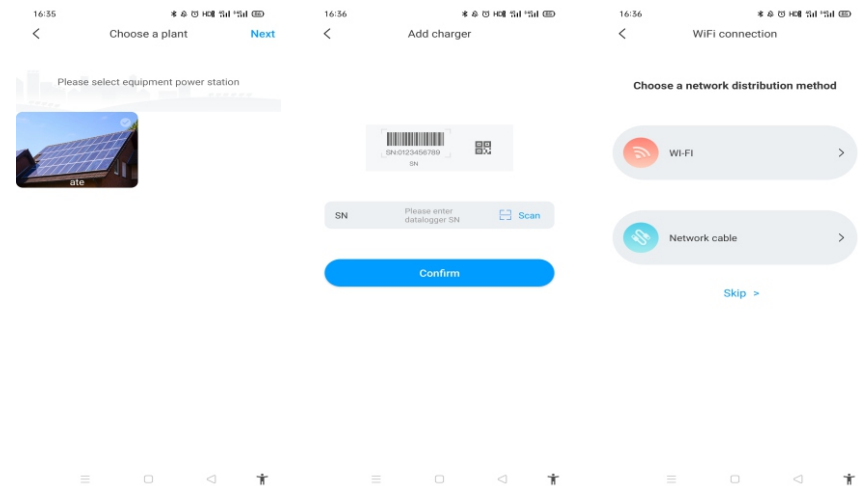 16:35
Choose a plant
Next
Please select equipment power station
ate
16:36
Add charger
SN:0123456789
SN
SN
Please enter
datalogger SN
Scan
Confirm
16:36
WiFi connection
Choose a network distribution method
WI-FI
Network cable
Skip >